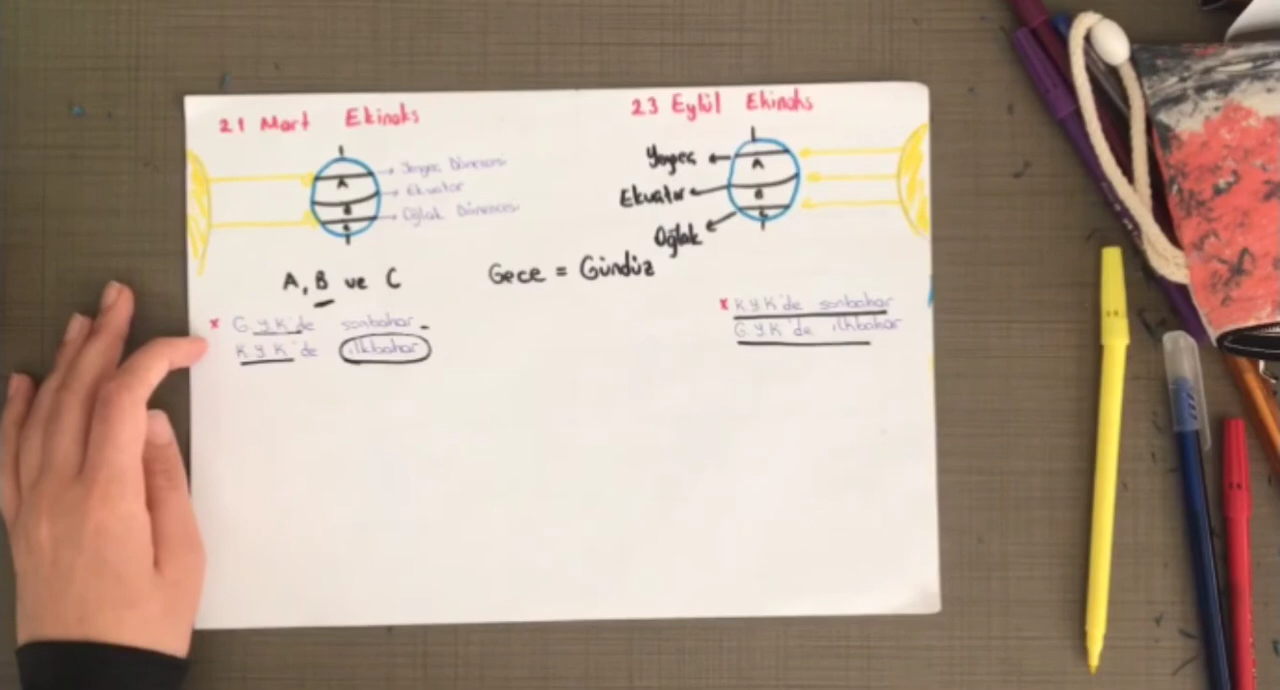 21 Mart Ekinoks
A
B
C
Yengeç Dönencesi
Ekvator
Oğlak Dönencesi
A, B ve C
x G.Y.K'de sonbahar
K.Y.K'de ilkbahar
Gece = Gündüz
23 Eylül Ekinoks
Yengeç
Ekvator
Oğlak
A
B
C
x K.Y.K'de sonbahar
G.Y.K'de ilkbahar